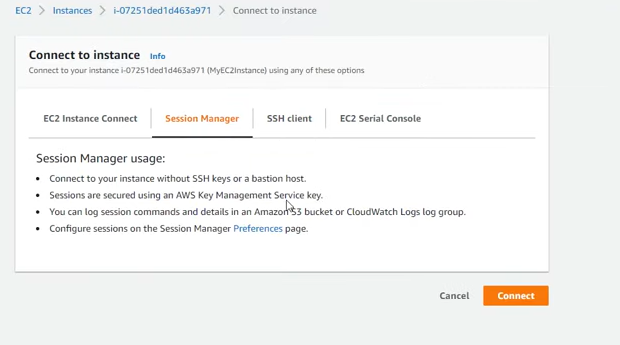 EC2 > Instances > i-07251ded1d463a971 > Connect to instance
Connect to instance Info
Connect to your instance i-07251ded1d463a971 (MyEC2Instance) using any of these options
EC2 Instance Connect
Session Manager
SSH client
EC2 Serial Console
Session Manager usage:
• Connect to your instance without SSH keys or a bastion host.
• Sessions are secured using an AWS Key Management Service key.
• You can log session commands and details in an Amazon S3 bucket or CloudWatch Logs log group.
• Configure sessions on the Session Manager Preferences page.
Cancel
Connect